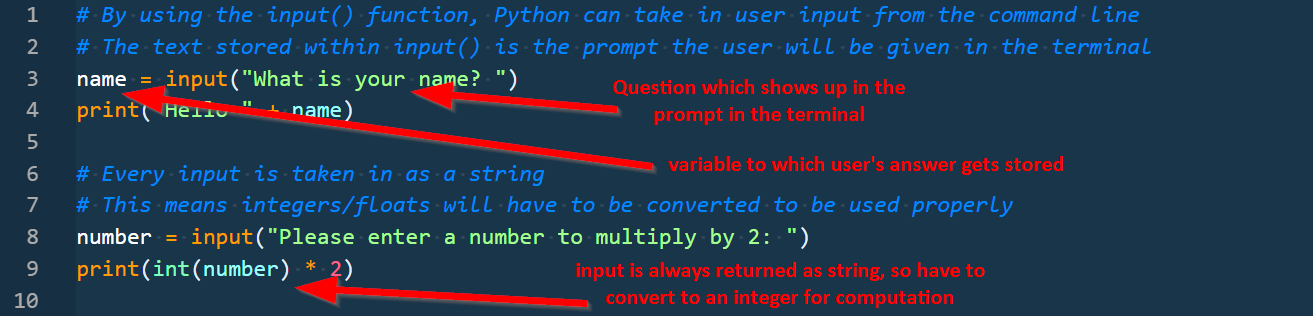 1 # By using the input() function, Python can take in user input from the command line
2 # The text stored within input() is the prompt the user will be given in the terminal
3 name = input("What is your name? ")
Question which shows up in the
prompt in the terminal
4 print("Hello " + name)
5
variable to which user's answer gets stored
6 # Every input is taken in as a string
7 # This means integers/floats will have to be converted to be used properly
8 number = input("Please enter a number to multiply by 2: ")
9 print(int(number) * 2)
input is always returned as string, so have to
convert to an integer for computation
10